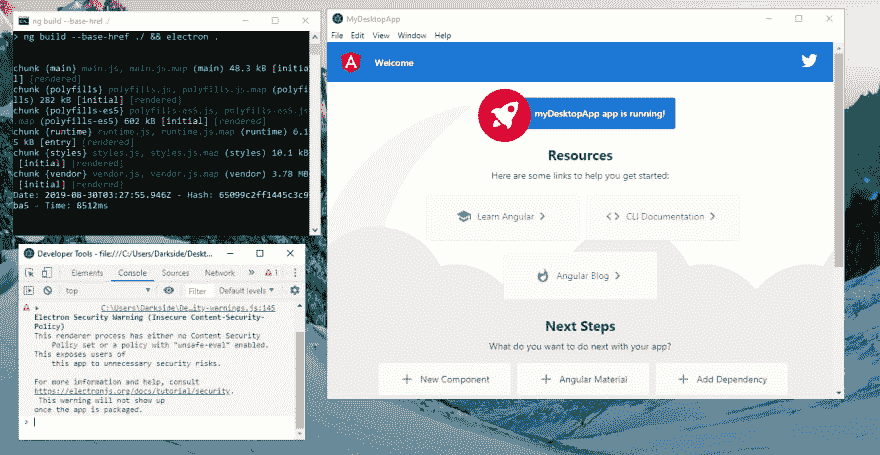 ng build --base-href ./
> ng build --base-href ./ && electron .
chunk {main} main.js, main.js.map (main) 48.3 kB [initia
l] [rendered]
chunk {polyfills} polyfills.js, polyfills.js.map (polyfi
lls) 282 kB [initial] [rendered]
chunk {polyfills-es5} polyfills-es5.js, polyfills-es5.js
.map (polyfills-es5) 602 kB [initial] [rendered]
chunk {runtime} runtime.js, runtime.js.map (runtime) 6.1
5 kB [entry] [rendered]
chunk {styles} styles.js, styles.js.map (styles) 10.1 kB
[initial] [rendered]
chunk {vendor} vendor.js, vendor.js.map (vendor) 3.78 MB
[initial] [rendered]
Date: 2019-08-30T03:27:55.946Z - Hash: 65099c2ff1445c3c9
ba5 - Time: 8512ms
Developer Tools - file:///C:/Users/Darkside/Deskt...
Elements Console Sources Network » 1
top Filter Default levels
C:\Users\Darkside\De…ity-warnings.js:145
Electron Security Warning (Insecure Content-Security-
Policy)
This renderer process has either no Content Security
Policy set or a policy with "unsafe-eval" enabled.
This exposes users of
this app to unnecessary security risks.
For more information and help, consult
https://electronjs.org/docs/tutorial/security.
This warning will not show up
once the app is packaged.
>
MyDesktopApp
File Edit View Window Help
Welcome
myDesktopApp app is running!
Resources
Here are some links to help you get started:
Learn Angular
CLI Documentation
Angular Blog
Next Steps
What do you want to do next with your app?
New Component
Angular Material
Add Dependency